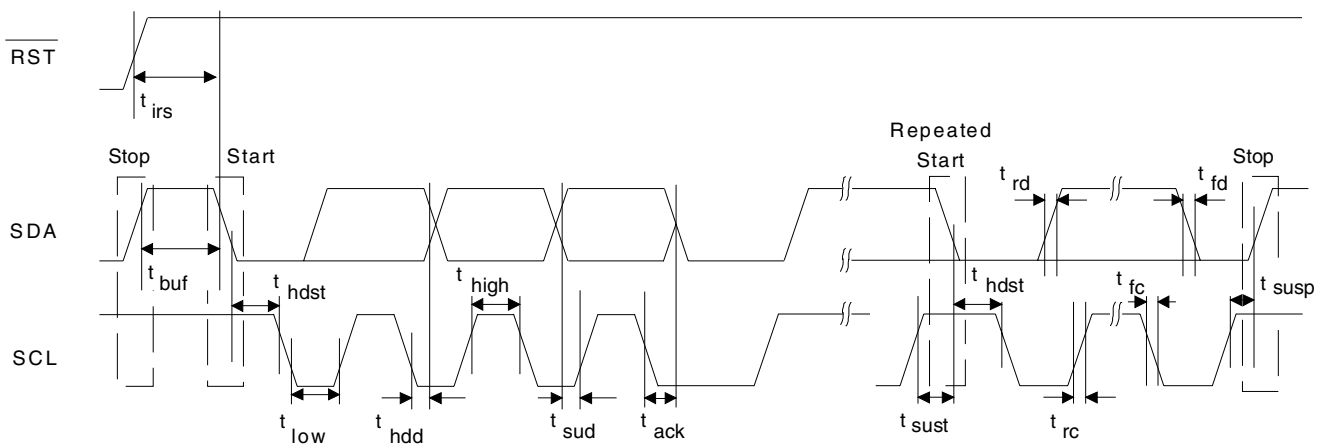 RST
t irs
Repeated
Stop
Start
Start
Stop
t rd
t fd
SDA
t buf
t hdst
t high
t hdst
t fc
t susp
SCL
t low
t hdd
t sud
t ack
t sust
t rc